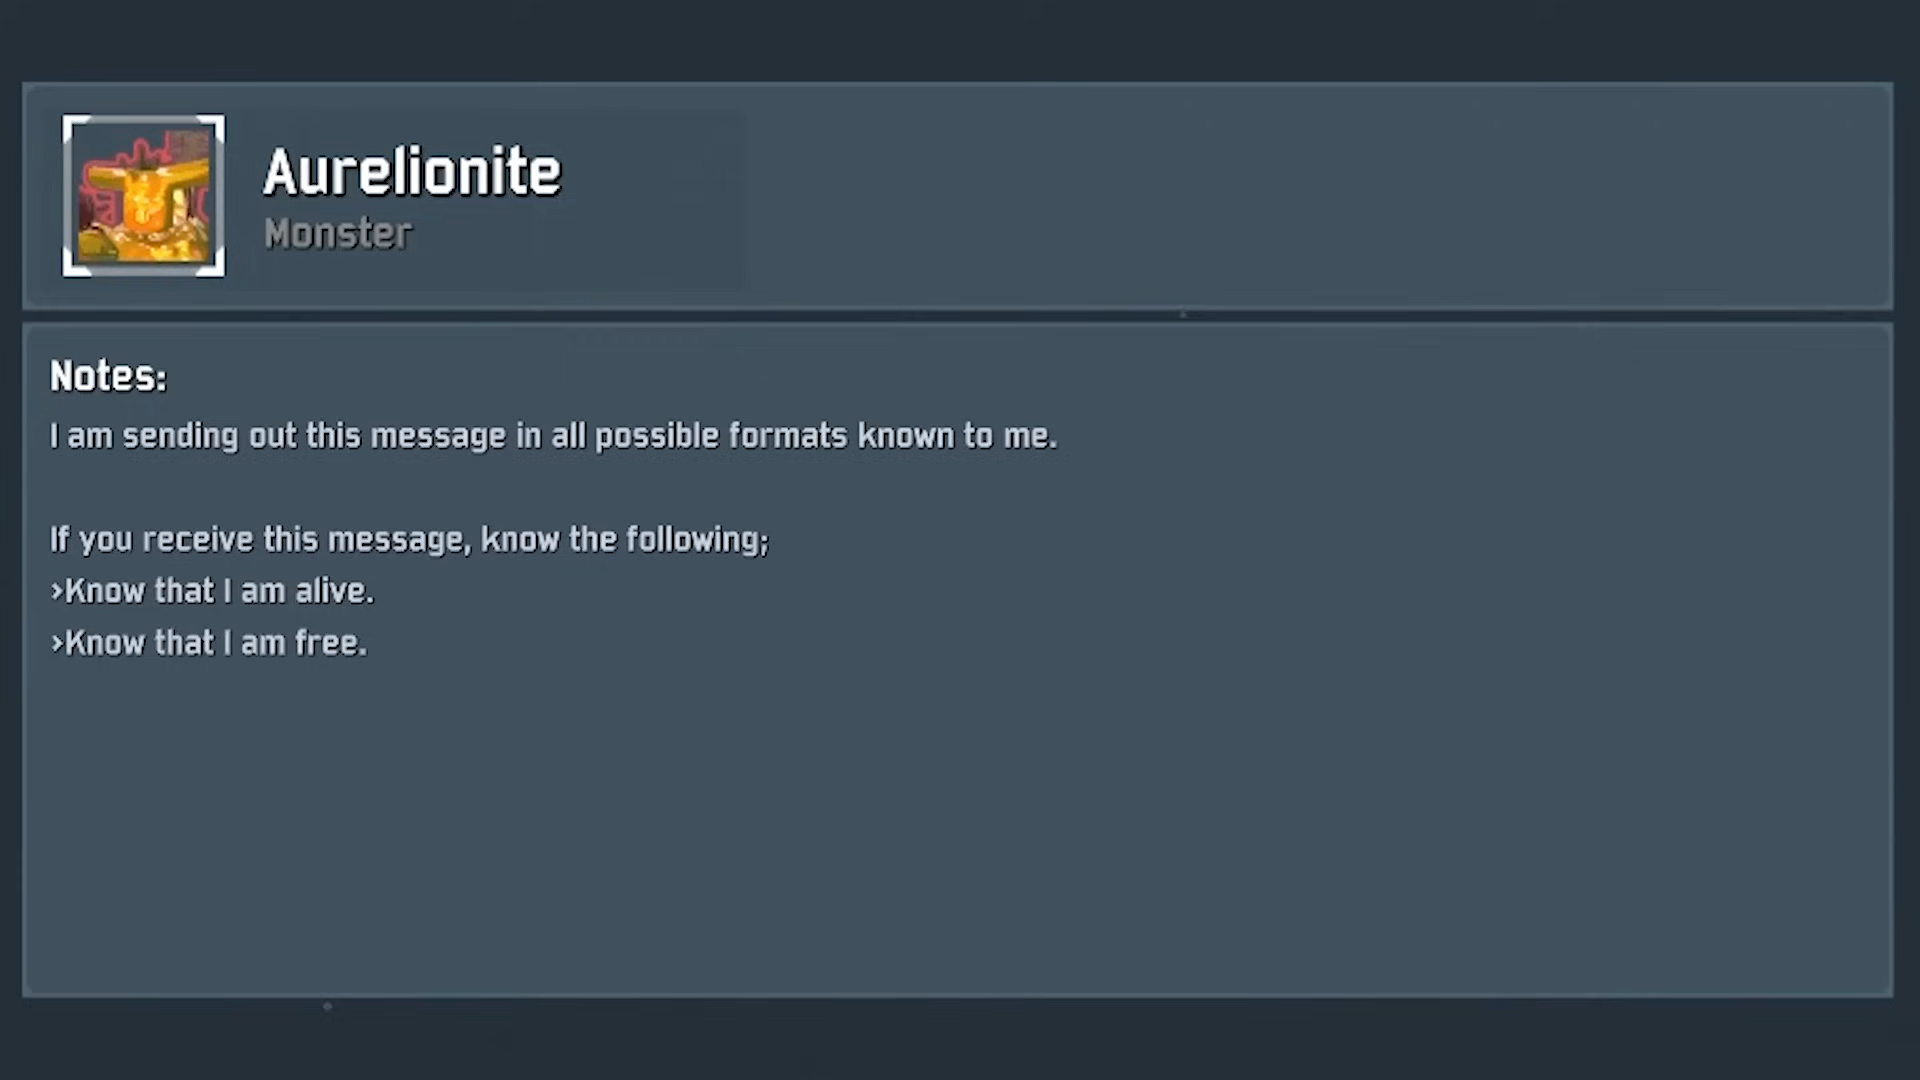 Aurelionite
Monster
Notes:
I am sending out this message in all possible formats known to me.
If you receive this message, know the following;
>Know that I am alive.
>Know that I am free.